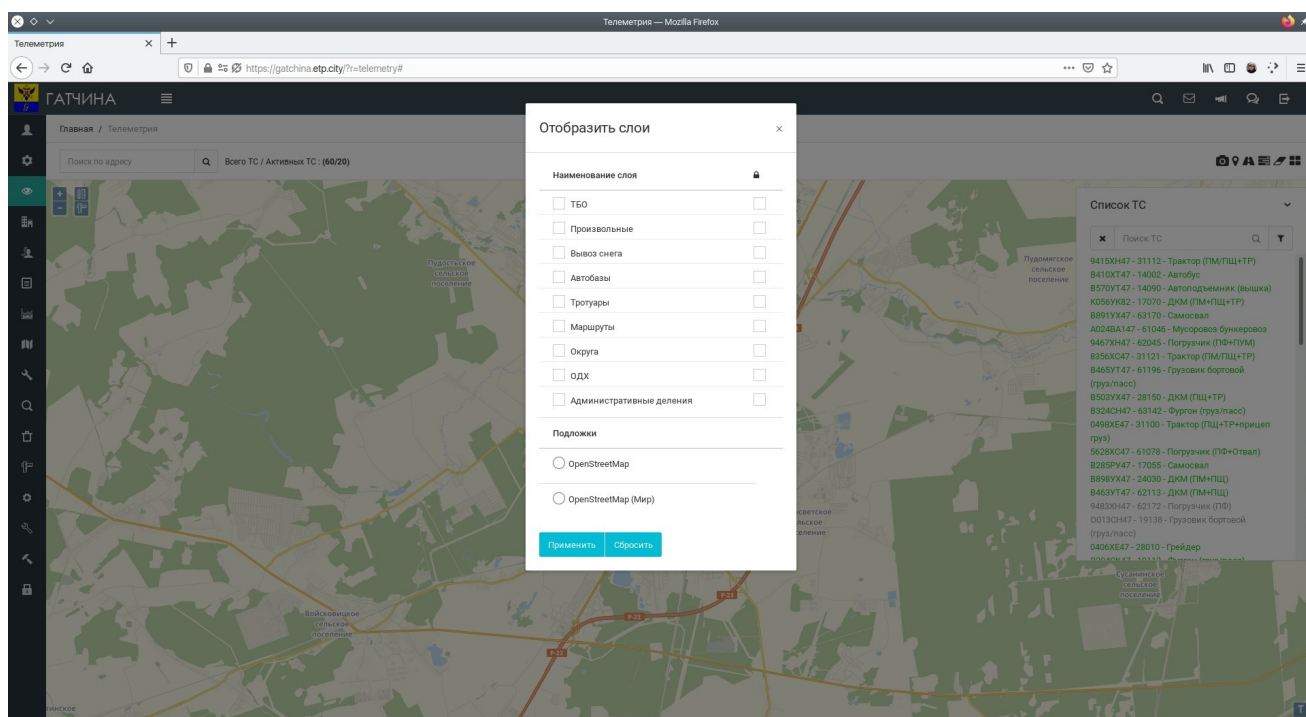 Телеметрия — Mozilla Firefox
Телеметрия
https://gatchina.etp.city/?r=telemetry#
ГАТЧИНА
Главная / Телеметрия
Поиск по адресу
Всего ТС / Активных ТС : (60/20)
Отобразить слои
Наименование слоя
ТБО
Произвольные
Вывоз снега
Автобазы
Тротуары
Маршруты
Округа
ОДХ
Административные деления
Подложки
OpenStreetMap
OpenStreetMap (Мир)
Применить
Сбросить
Список ТС
Поиск ТС
9415ХН47 - 31112 - Трактор (ПМ/ПЩ+ТР)
В410ХТ47 - 14002 - Автобус
В570УТ47 - 14090 - Автоподъемник (вышка)
К056УК82 - 17070 - ДКМ (ПМ+ПЩ+ТР)
В891УХ47 - 63170 - Самосвал
А024ВА147 - 61046 - Мусоровоз бункеровоз
9467ХН47 - 62045 - Погрузчик (ПФ+ПУМ)
8356ХС47 - 31121 - Трактор (ПМ/ПЩ+ТР)
В465УТ47 - 61196 - Грузовик бортовой
(груз/пасс)
В503УХ47 - 28150 - ДКМ (ПЩ+ТР)
В324СН47 - 63142 - Фургон (груз/пасс)
0498ХЕ47 - 31100 - Трактор (ПЩ+ТР+прицеп
груз)
5628ХС47 - 61078 - Погрузчик (ПФ+Отвал)
В285РУ47 - 17055 - Самосвал
В898УХ47 - 24030 - ДКМ (ПМ+ПЩ)
В463УТ47 - 62113 - ДКМ (ПМ+ПЩ)
9483ХН47 - 62172 - Погрузчик (ПФ)
О013СН47 - 19138 - Грузовик бортовой
(груз/пасс)
0406ХЕ47 - 28010 - Грейдер
Пудостьское
сельское
поселение
Пудомягское
сельское
поселение
Войсковицкое
сельское
поселение
Сусанинское
сельское
поселение
Р-23
Р-23
Р-23